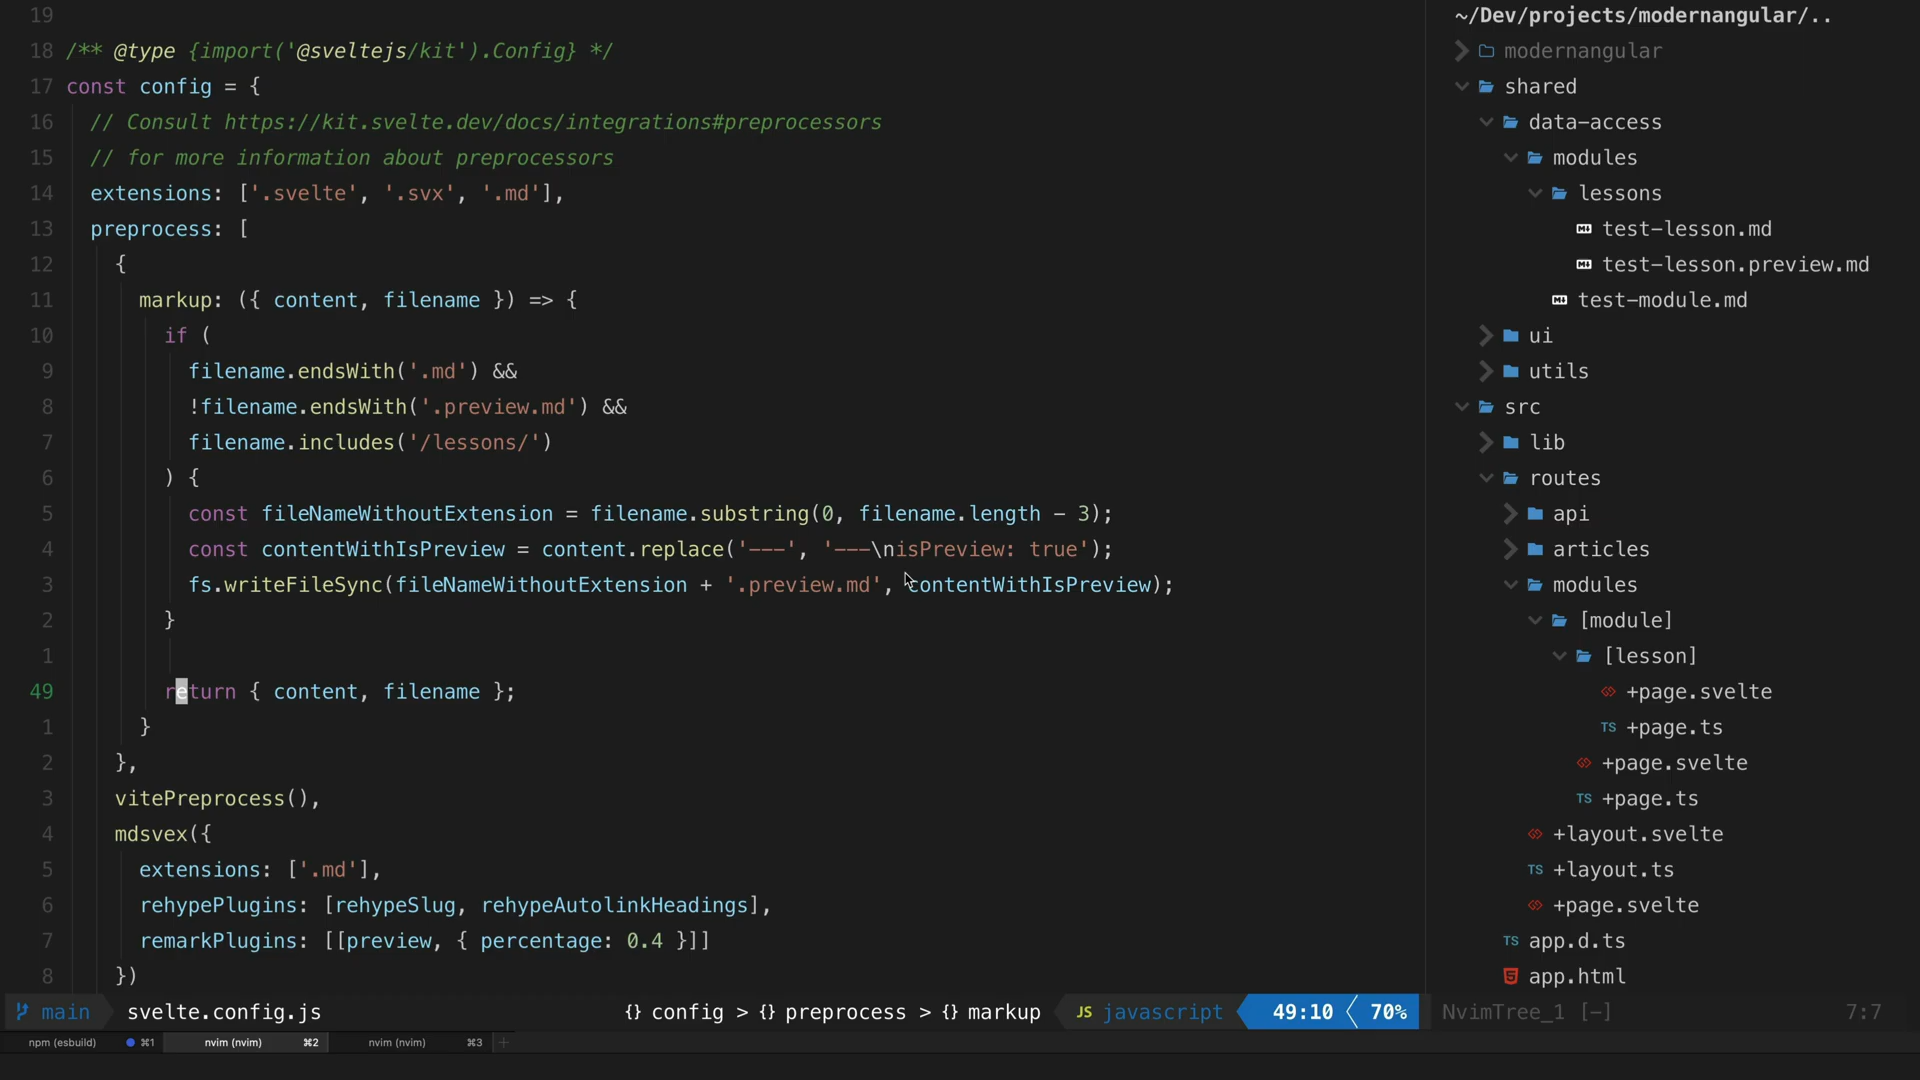 19
18 /** @type {import('@sveltejs/kit').Config} */
17 const config = {
16 // Consult https://kit.svelte.dev/docs/integrations#preprocessors
15 // for more information about preprocessors
14 extensions: ['.svelte', '.svx', '.md'],
13 preprocess: [
12 {
11 markup: ({ content, filename }) => {
10 if (
9 filename.endsWith('.md') &&
8 !filename.endsWith('.preview.md') &&
7 filename.includes('/lessons/')
6 ) {
5 const fileNameWithoutExtension = filename.substring(0, filename.length - 3);
4 const contentWithIsPreview = content.replace('---', '---\nisPreview: true');
3 fs.writeFileSync(fileNameWithoutExtension + '.preview.md', contentWithIsPreview);
2 }
1
49 return { content, filename };
1 }
2 },
3 vitePreprocess(),
4 mdsvex({
5 extensions: ['.md'],
6 rehypePlugins: [rehypeSlug, rehypeAutolinkHeadings],
7 remarkPlugins: [[preview, { percentage: 0.4 }]]
8 })
main svelte.config.js {} config > {} preprocess > {} markup JS javascript 49:10 70%
~/Dev/projects/modernangular/..
modernangular
shared
data-access
modules
lessons
test-lesson.md
test-lesson.preview.md
test-module.md
ui
utils
src
lib
routes
api
articles
modules
[module]
[lesson]
+page.svelte
TS +page.ts
+page.svelte
TS +page.ts
+layout.svelte
TS +layout.ts
+page.svelte
TS app.d.ts
app.html
NvimTree_1 [-] 7:7
npm (esbuild) ⌘1 nvim (nvim) ⌘2 nvim (nvim) ⌘3 +